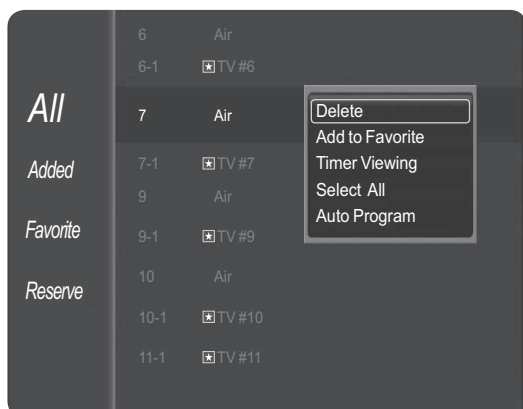 All
Added
Favorite
Reserve
6 Air
6-1 TV #6
7 Air
7-1 TV #7
9 Air
9-1 TV #9
10 Air
10-1 TV #10
11-1 TV #11
Delete
Add to Favorite
Timer Viewing
Select All
Auto Program